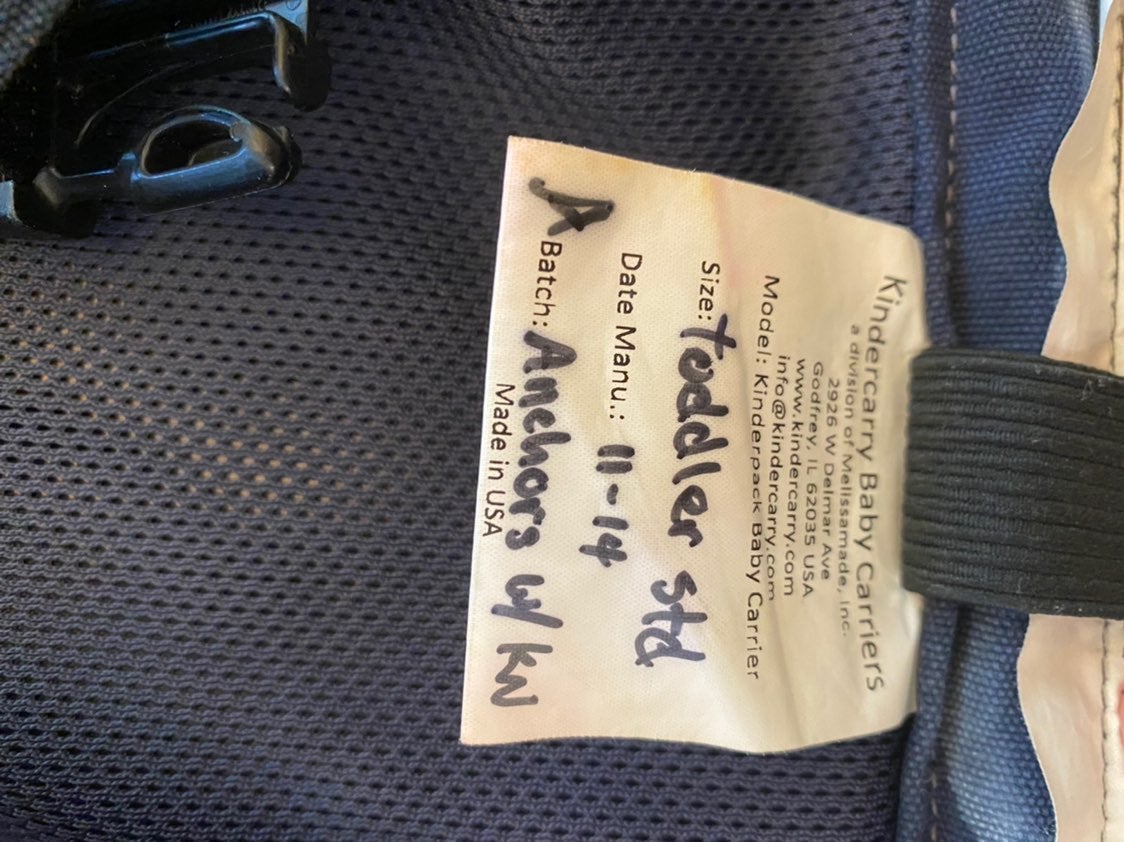 Kindercarry Baby Carriers
a division of Melissamade, Inc.
2926 W Delmar Ave
Godfrey, IL 62035 USA
www.kindercarry.com
info@kindercarry.com
Model: Kinderpack Baby Carrier
Size: toddler std
Date Manu.: 11-14
A Batch: Anchors w/ KN
Made in USA